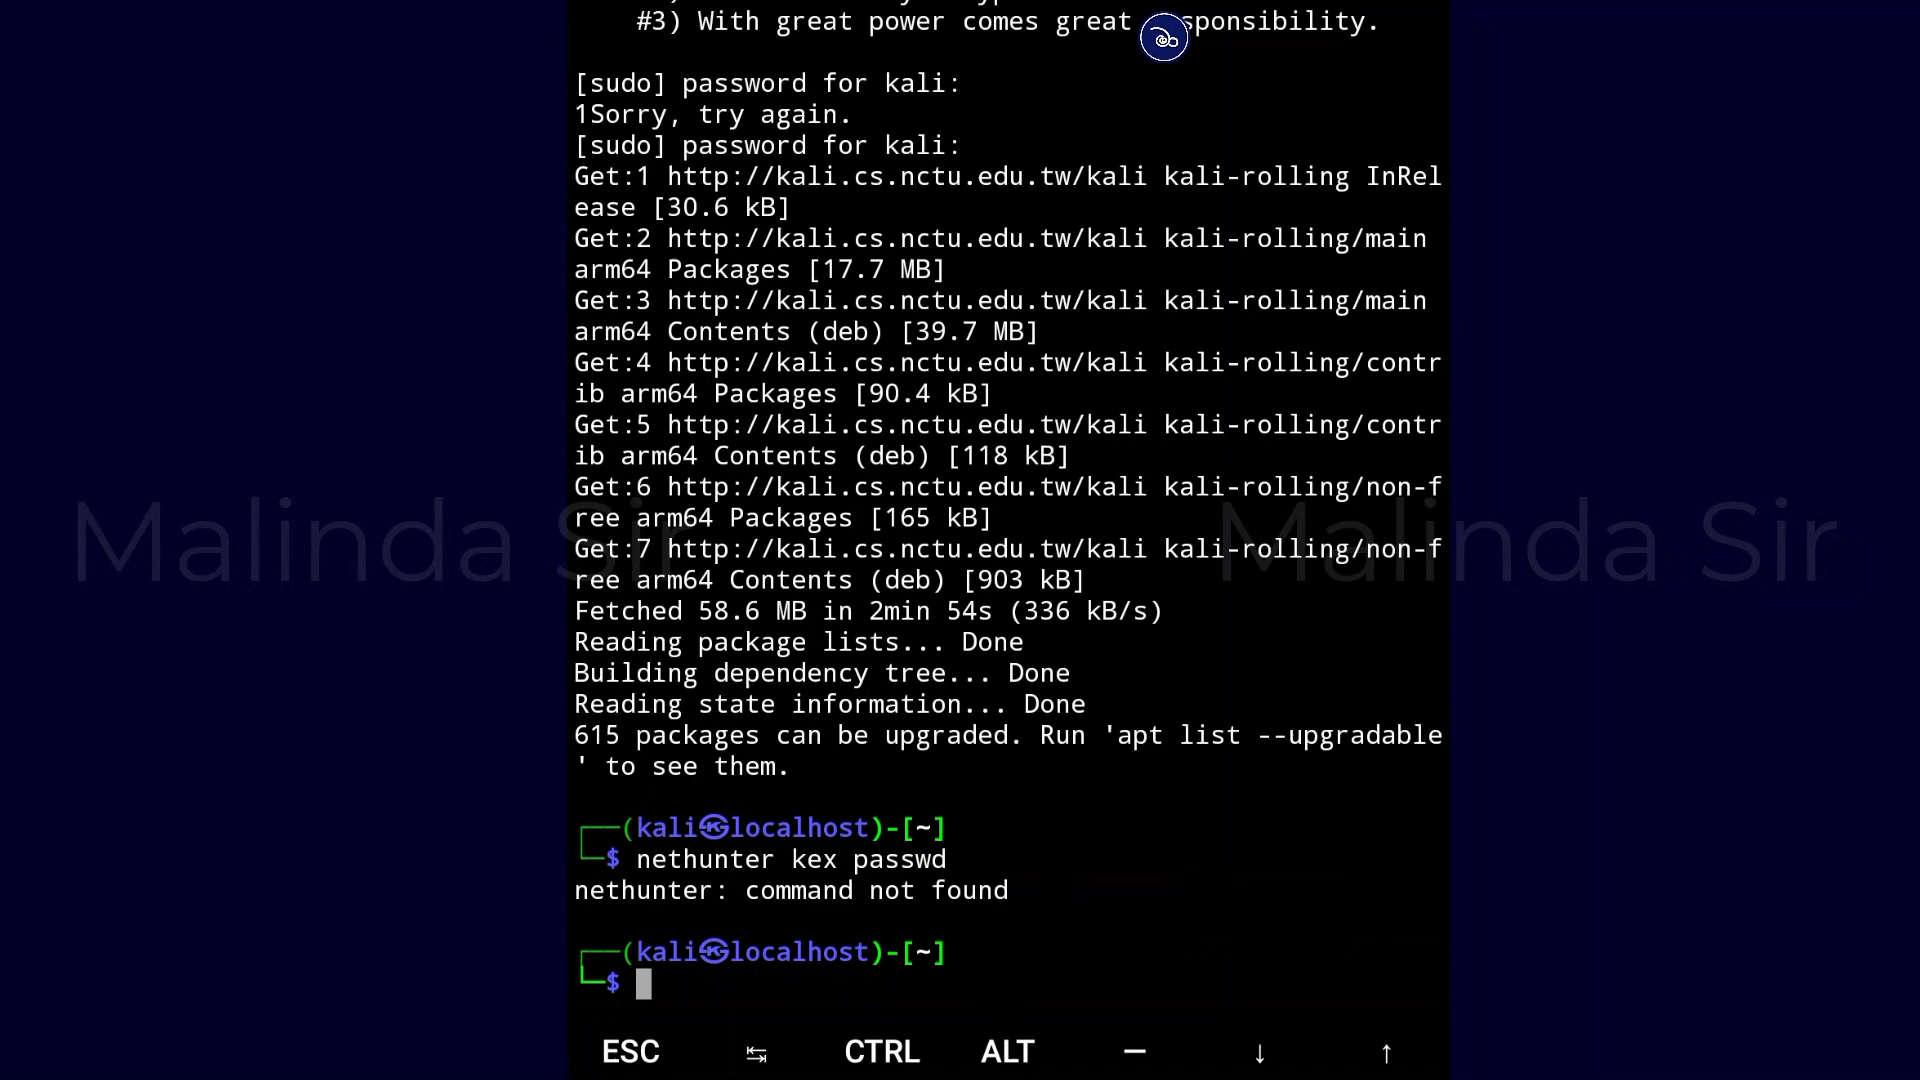 #3) With great sponsibility.
[sudo] password for kali:
1Sorry, try again.
[sudo] password for kali:
Get:1 http://kali.cs.nctu.edu.tw/kali kali-rolling InRel
ease [30.6 kB]
Get:2 http://kali.cs.nctu.edu.tw/kali kali-rolling/main
arm64 Packages [17.7 MB]
Get:3 http://kali.cs.nctu.edu.tw/kali kali-rolling/main
arm64 Contents (deb) [39.7 MB]
Get:4 http://kali.cs.nctu.edu.tw/kali kali-rolling/contr
ib arm64 Packages [90.4 kB]
Get:5 http://kali.cs.nctu.edu.tw/kali kali-rolling/contr
ib arm64 Contents (deb) [118 kB]
Get:6 http://kali.cs.nctu.edu.tw/kali kali-rolling/non-f
ree arm64 Packages [165 kB]
Get:7 http://kali.cs.nctu.edu.tw/kali kali-rolling/non-f
ree arm64 Contents (deb) [903 kB]
Fetched 58.6 MB in 2min 54s (336 kB/s)
Reading package lists... Done
Building dependency tree... Done
Reading state information... Done
615 packages can be upgraded. Run 'apt list --upgradable
' to see them.
┌──(kali㉿localhost)-[~]
└─$ nethunter kex passwd
nethunter: command not found
┌──(kali㉿localhost)-[~]
└─$
ESC ↹ CTRL ALT — ↓ ↑
Malinda Sir
Malinda Sir